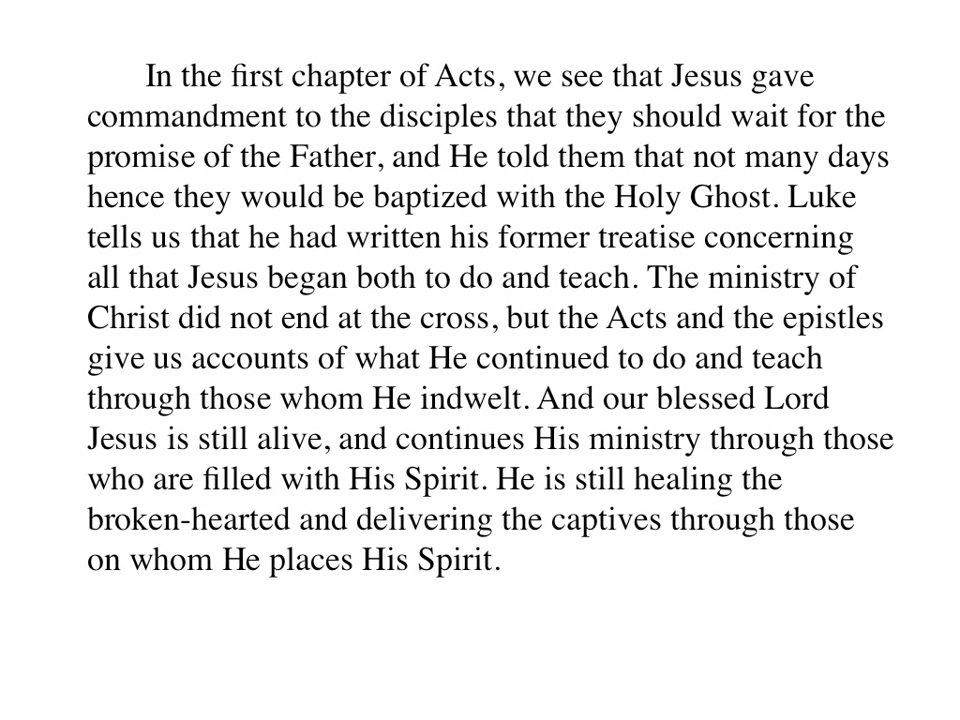 In the first chapter of Acts, we see that Jesus gave
commandment to the disciples that they should wait for the
promise of the Father, and He told them that not many days
hence they would be baptized with the Holy Ghost. Luke
tells us that he had written his former treatise concerning
all that Jesus began both to do and teach. The ministry of
Christ did not end at the cross, but the Acts and the epistles
give us accounts of what He continued to do and teach
through those whom He indwelt. And our blessed Lord
Jesus is still alive, and continues His ministry through those
who are filled with His Spirit. He is still healing the
broken-hearted and delivering the captives through those
on whom He places His Spirit.